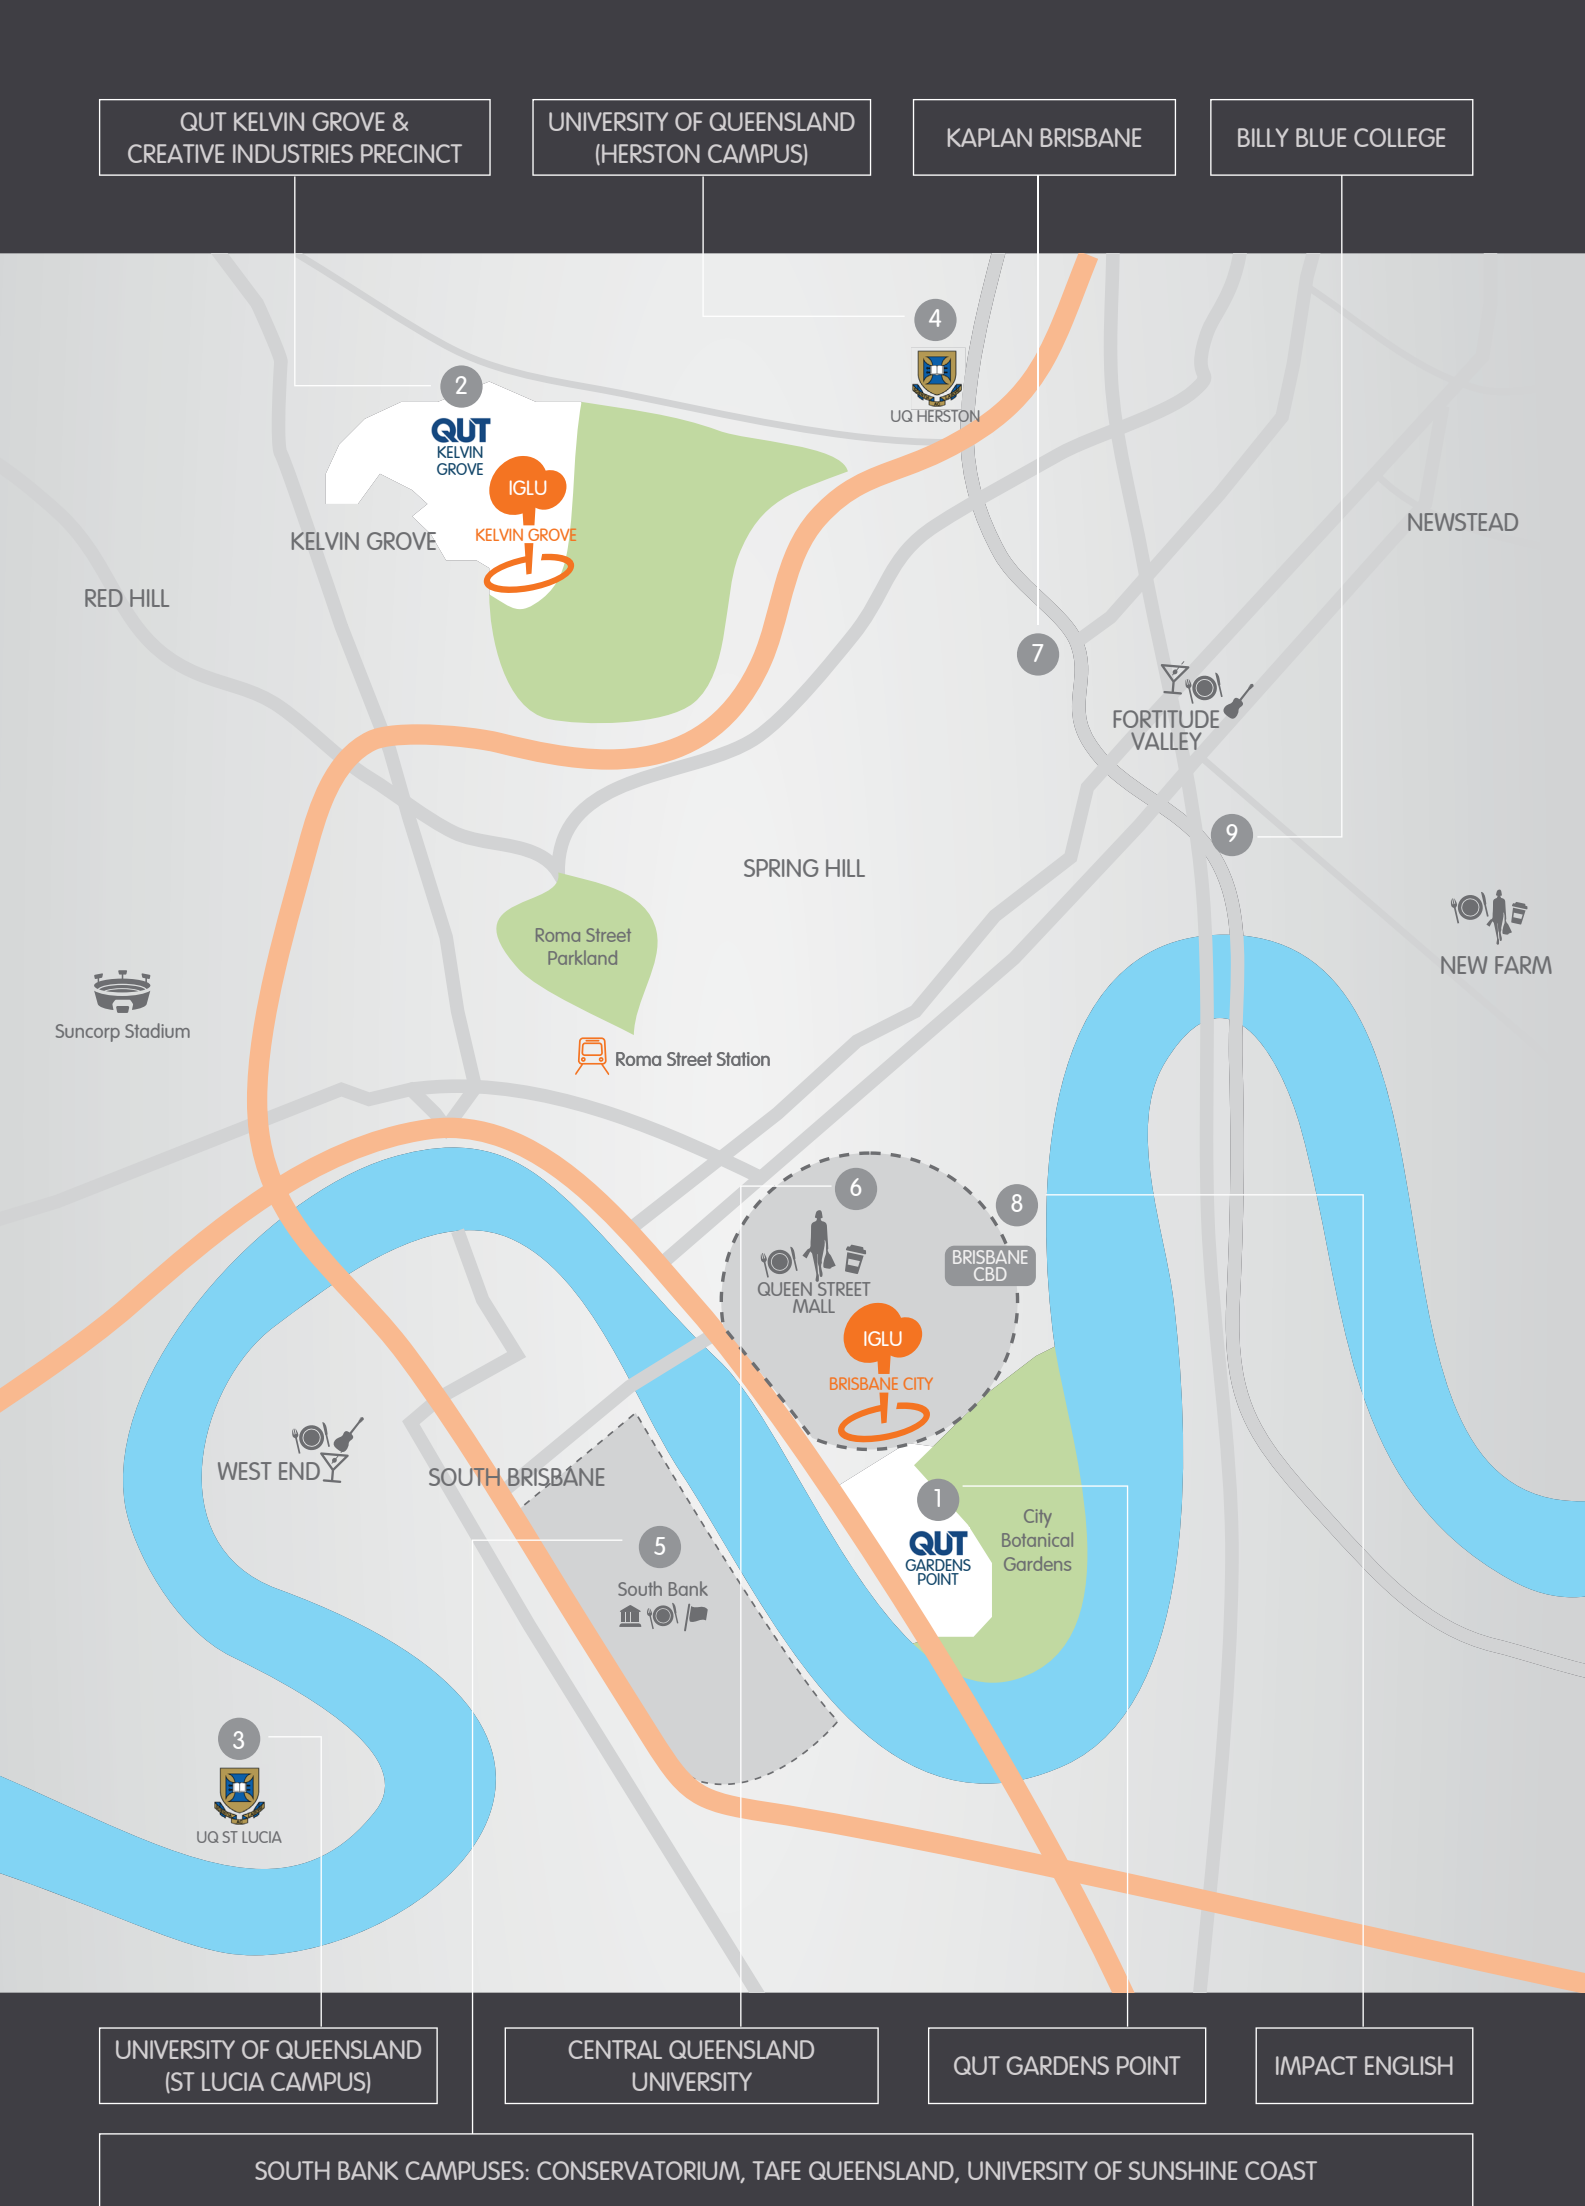 QUT KELVIN GROVE &
CREATIVE INDUSTRIES PRECINCT
UNIVERSITY OF QUEENSLAND
(HERSTON CAMPUS)
KAPLAN BRISBANE
BILLY BLUE COLLEGE
4
UQ HERSTON
2
QUT
KELVIN
GROVE
IGLU
KELVIN GROVE
KELVIN GROVE
NEWSTEAD
RED HILL
7
FORTITUDE
VALLEY
9
SPRING HILL
Roma Street
Parkland
NEW FARM
Suncorp Stadium
Roma Street Station
6
8
BRISBANE
CBD
QUEEN STREET
MALL
IGLU
BRISBANE CITY
WEST END
SOUTH BRISBANE
1
QUT
GARDENS
POINT
City
Botanical
Gardens
5
South Bank
3
UQ ST LUCIA
UNIVERSITY OF QUEENSLAND
(ST LUCIA CAMPUS)
CENTRAL QUEENSLAND
UNIVERSITY
QUT GARDENS POINT
IMPACT ENGLISH
SOUTH BANK CAMPUSES: CONSERVATORIUM, TAFE QUEENSLAND, UNIVERSITY OF SUNSHINE COAST